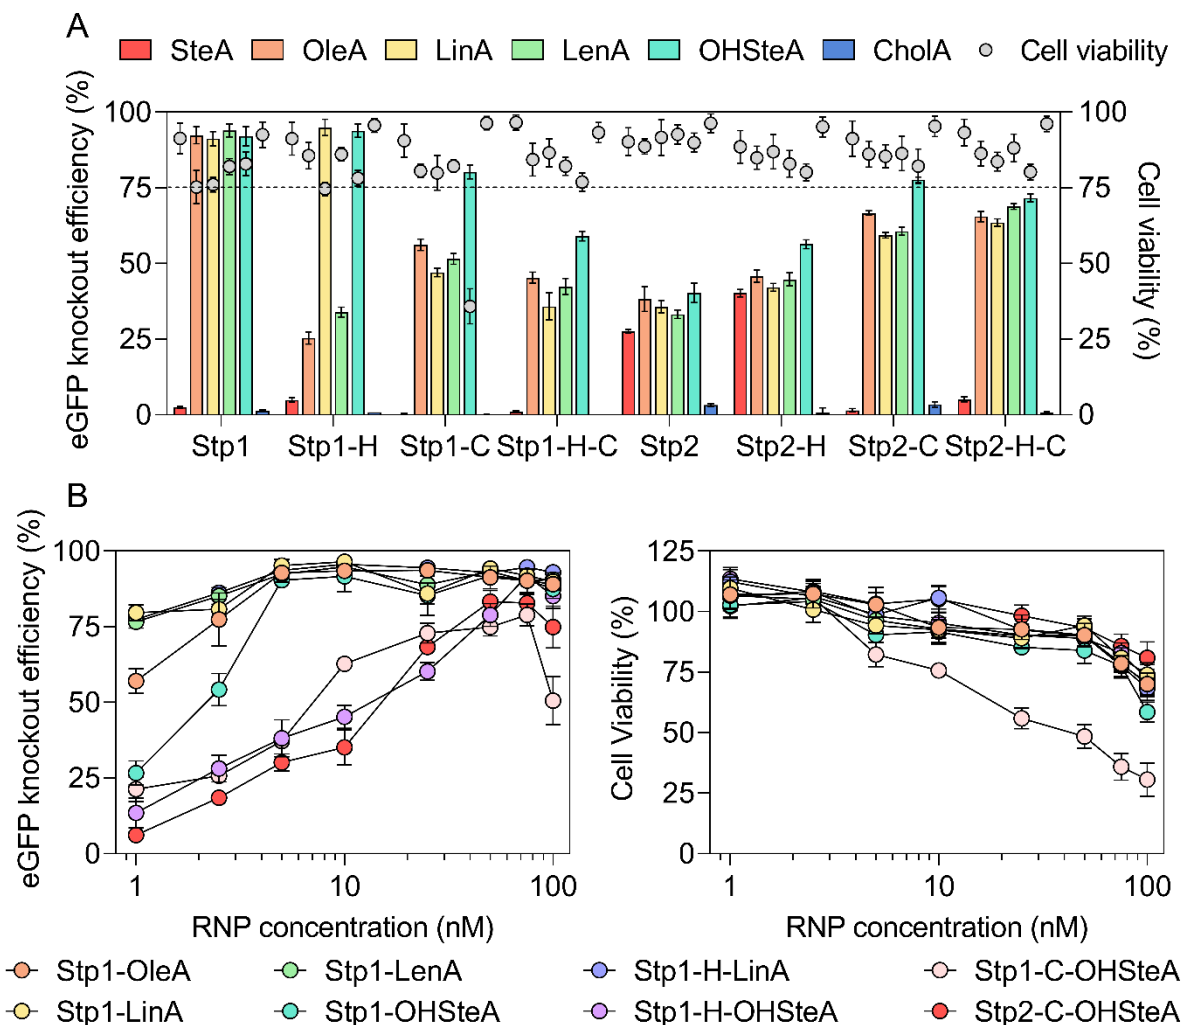 A
SteA OleA LinA LenA OHSteA CholA Cell viability
eGFP knockout efficiency (%)
100
75
50
25
0
100
75
50
25
0
Cell viability (%)
Stp1 Stp1-H Stp1-C Stp1-H-C Stp2 Stp2-H Stp2-C Stp2-H-C
B
eGFP knockout efficiency (%)
100
75
50
25
0
1 10 100
RNP concentration (nM)
Cell Viability (%)
125
100
75
50
25
0
1 10 100
RNP concentration (nM)
Stp1-OleA Stp1-LenA Stp1-H-LinA Stp1-C-OHSteA
Stp1-LinA Stp1-OHSteA Stp1-H-OHSteA Stp2-C-OHSteA